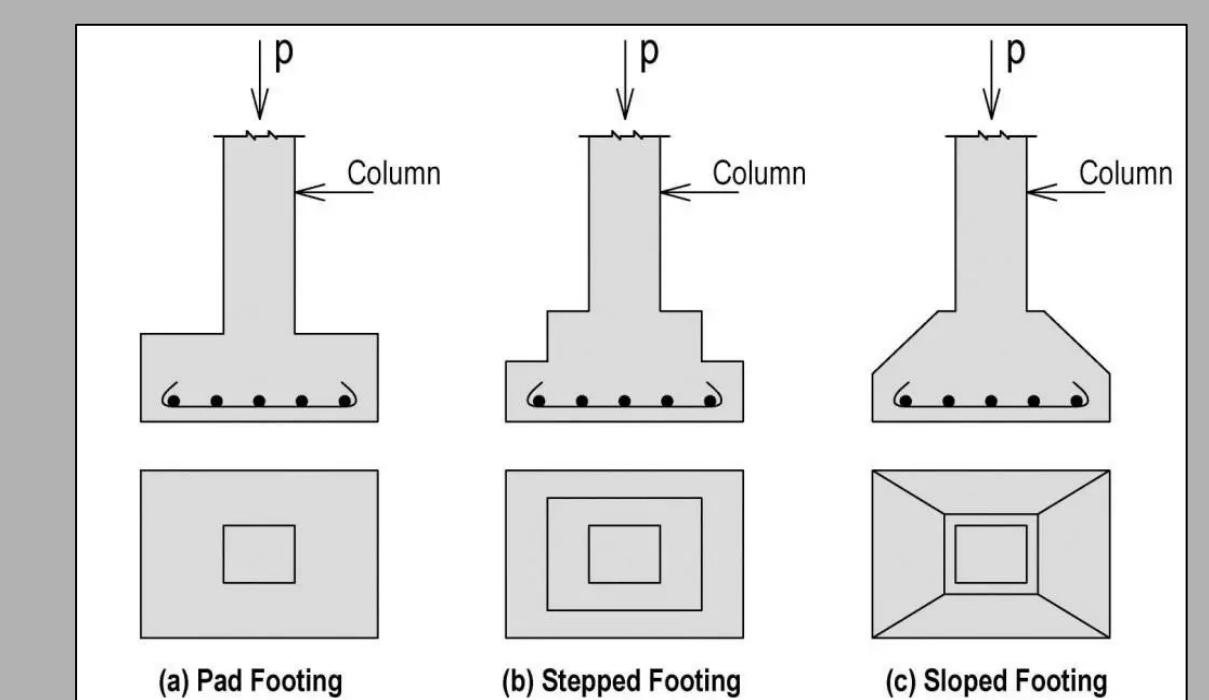 p
p
p
Column
Column
Column
(a) Pad Footing
(b) Stepped Footing
(c) Sloped Footing